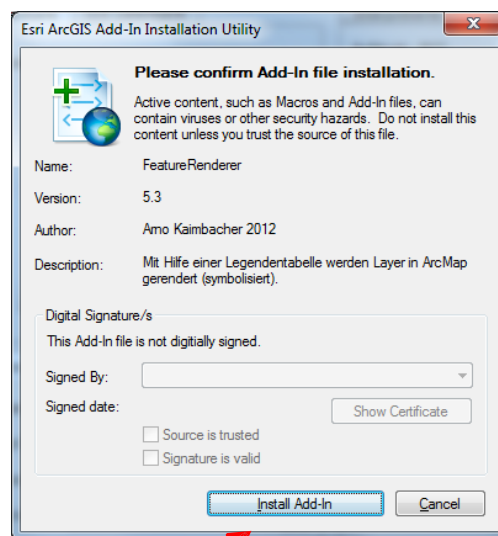 Esri ArcGIS Add-In Installation Utility
Please confirm Add-In file installation.
Active content, such as Macros and Add-In files, can
contain viruses or other security hazards. Do not install this
content unless you trust the source of this file.
Name: FeatureRenderer
Version: 5.3
Author: Arno Kaimbacher 2012
Description: Mit Hilfe einer Legendentabelle werden Layer in ArcMap
gerendert (symbolisiert).
Digital Signature/s
This Add-In file is not digitially signed.
Signed By:
Signed date:
Show Certificate
Source is trusted
Signature is valid
Install Add-In
Cancel